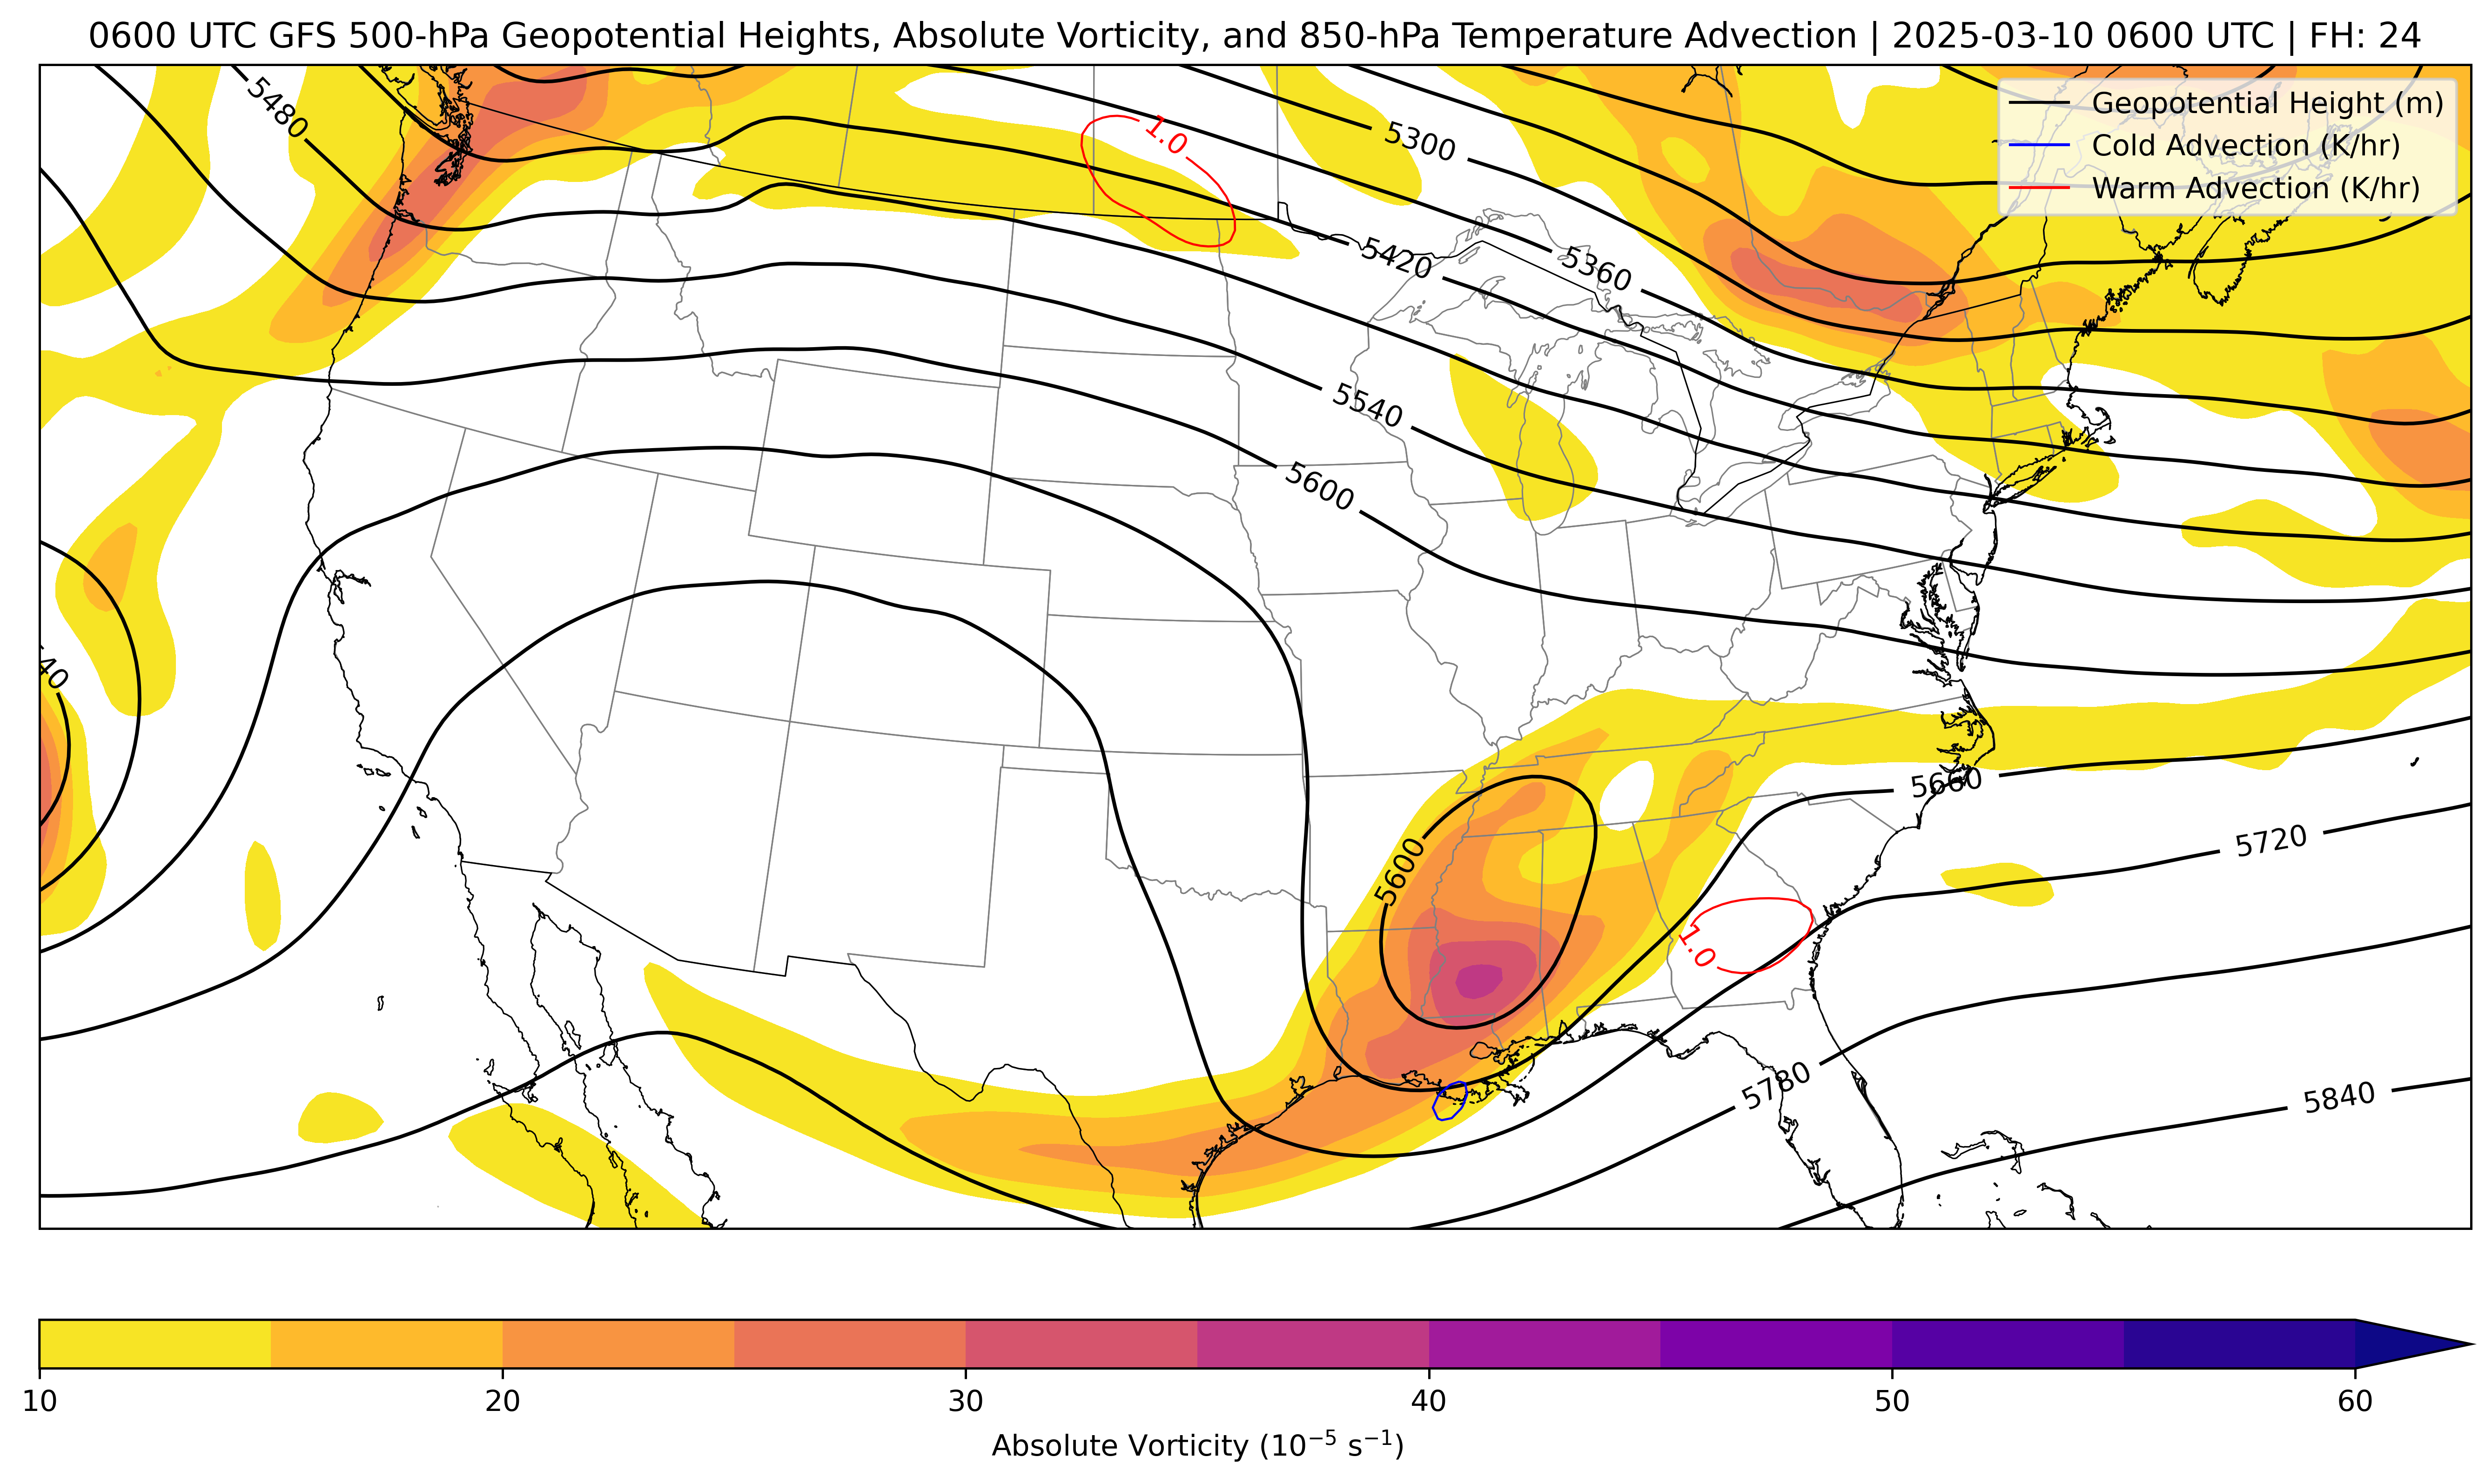 0600 UTC GFS 500-hPa Geopotential Heights, Absolute Vorticity, and 850-hPa Temperature Advection | 2025-03-10 0600 UTC | FH: 24
Geopotential Height (m)
Cold Advection (K/hr)
Warm Advection (K/hr)
5480
1.0
5300
5420
5360
5540
5600
40
5660
5720
5600
1.0
5780
5840
10 20 30 40 50 60
Absolute Vorticity (10⁻⁵ s⁻¹)